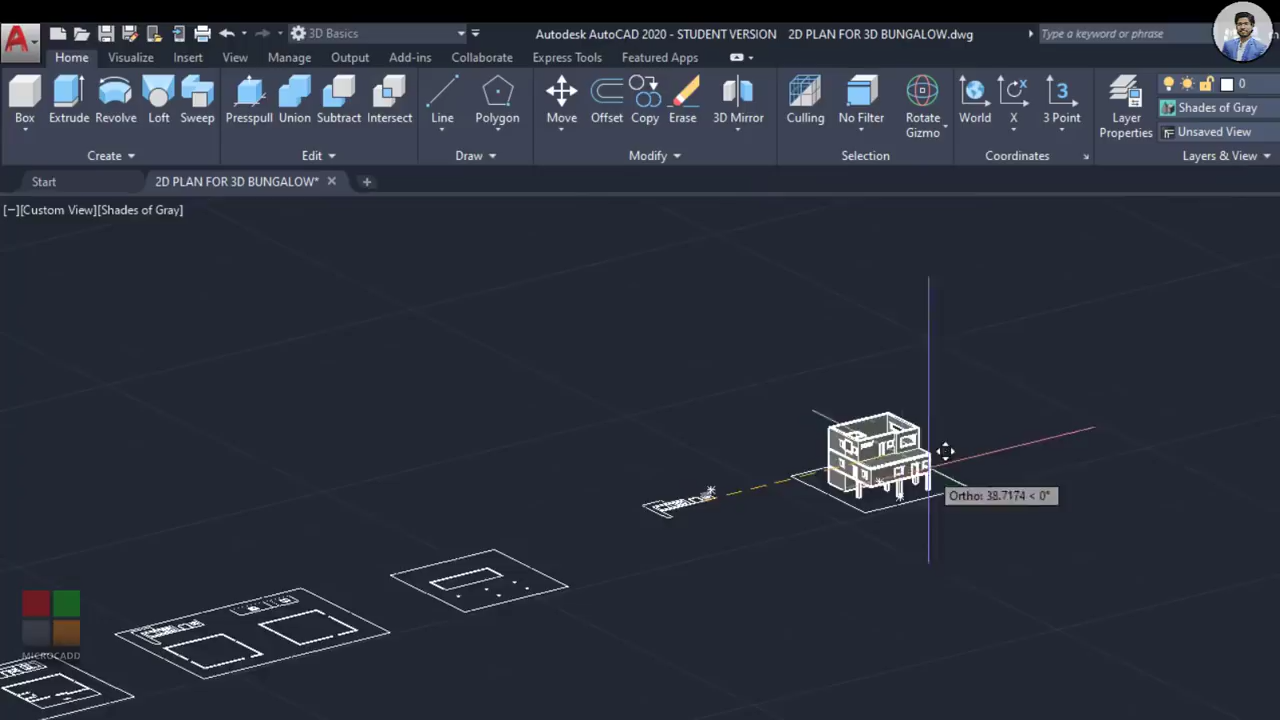 3D Basics
Autodesk AutoCAD 2020 - STUDENT VERSION 2D PLAN FOR 3D BUNGALOW.dwg
Type a keyword or phrase
Home Visualize Insert View Manage Output Add-ins Collaborate Express Tools Featured Apps
Box Extrude Revolve Loft Sweep Presspull Union Subtract Intersect Line Polygon Move Offset Copy Erase 3D Mirror Culling No Filter Rotate Gizmo World X 3 Point Layer Properties
0
Shades of Gray
Unsaved View
Create Edit Draw Modify Selection Coordinates Layers & View
Start 2D PLAN FOR 3D BUNGALOW*
[−][Custom View][Shades of Gray]
Ortho: 38.7174 < 0°
MICROCADD